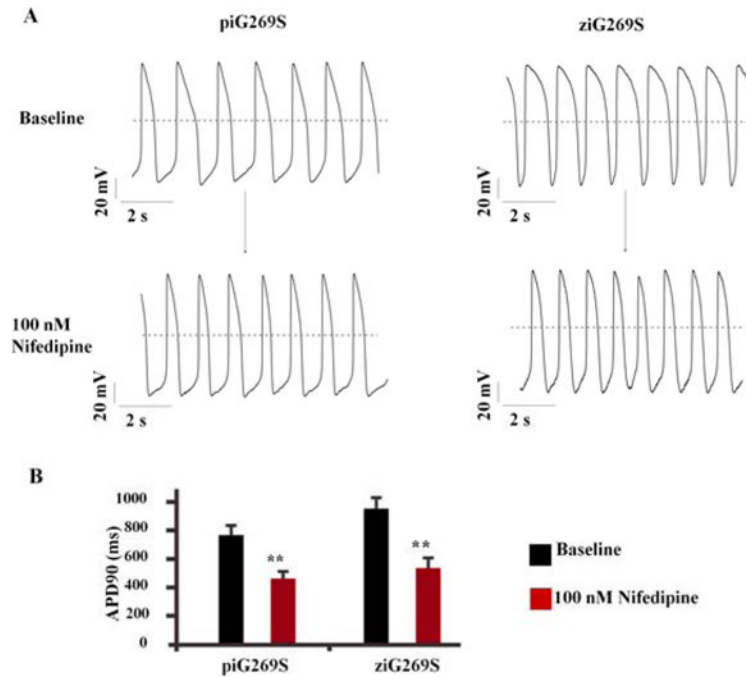 A
piG269S
ziG269S
Baseline
20 mV
2 s
20 mV
2 s
100 nM
Nifedipine
20 mV
2 s
20 mV
2 s
B
APD90 (ms)
1000
800
600
400
200
0
**
**
piG269S
ziG269S
Baseline
100 nM Nifedipine